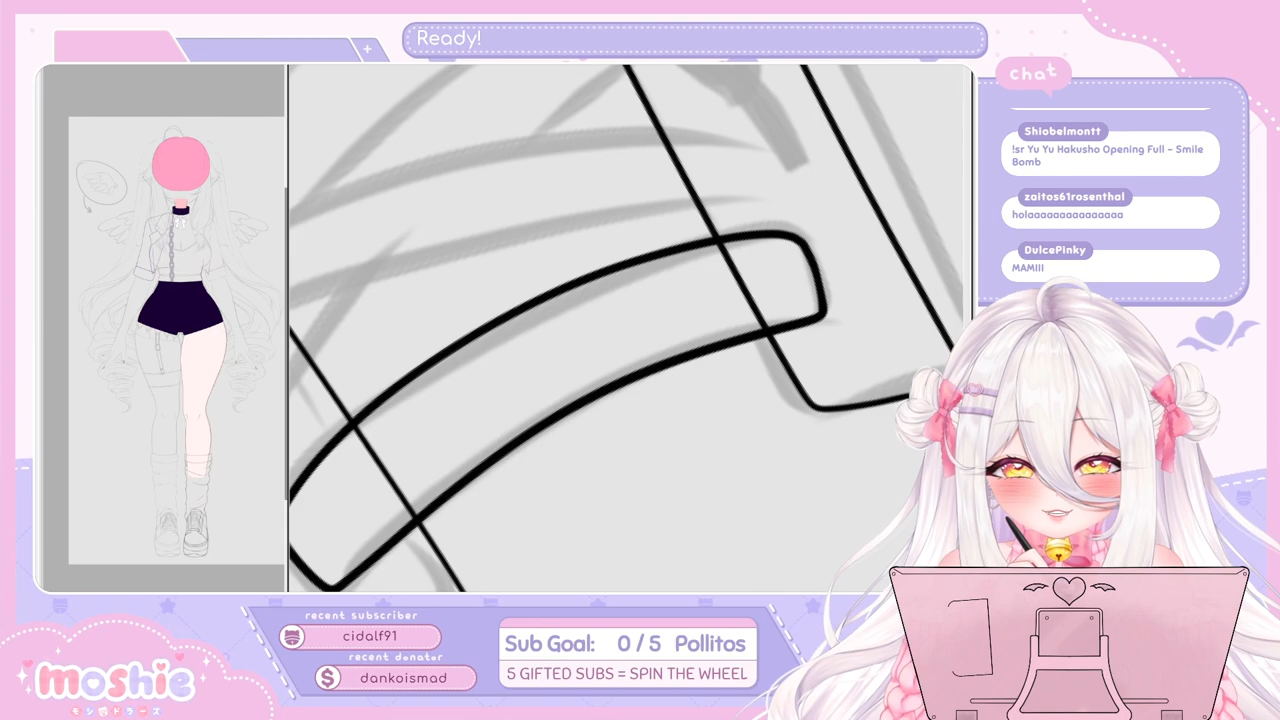 Ready!
+
chat
Shiobelmontt
!sr Yu Yu Hakusho Opening Full - Smile
Bomb
zaitos61rosenthal
holaaaaaaaaaaaaaaa
DulcePinky
MAMIII
recent subscriber
cidalf91
recent donator
$
dankoismad
Sub Goal: 0 / 5 Pollitos
5 GIFTED SUBS = SPIN THE WHEEL
moshie